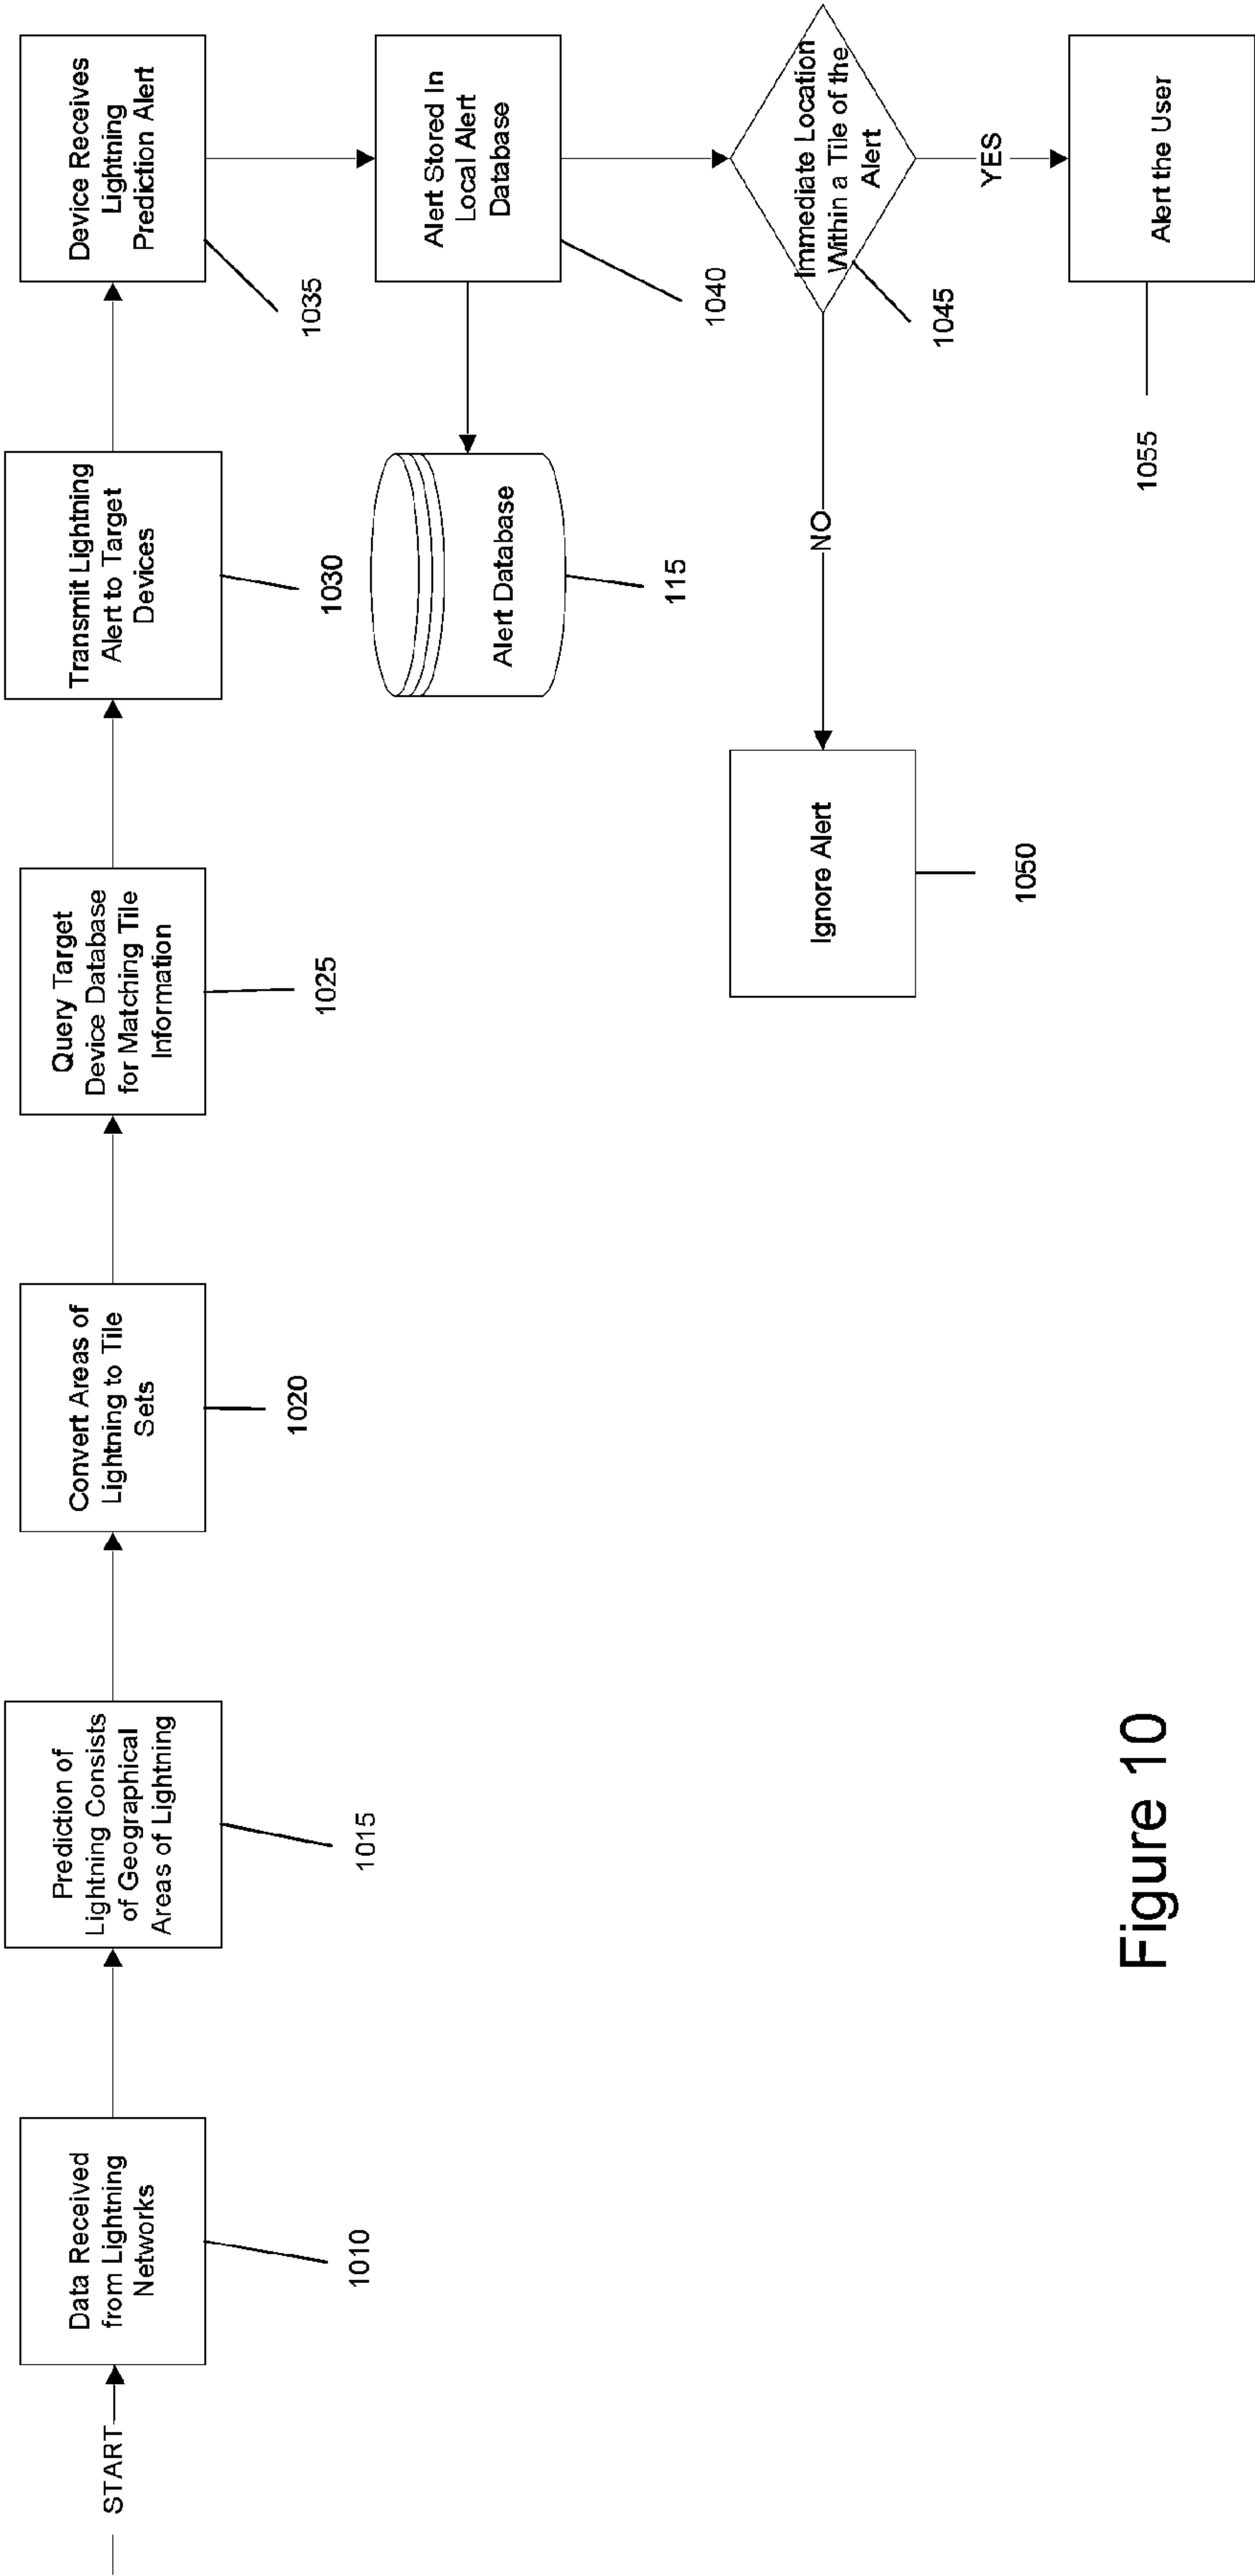 START
Data Received
from Lightning
Networks
1010
Prediction of
Lightning Consists
of Geographical
Areas of Lightning
1015
Convert Areas of
Lightning to Tile
Sets
1020
Query Target
Device Database
for Matching Tile
Information
1025
Transmit Lightning
Alert to Target
Devices
1030
Device Receives
Lightning
Prediction Alert
1035
Alert Stored In
Local Alert
Database
1040
Alert Database
115
Immediate Location
Within a Tile of the
Alert
1045
NO
Ignore Alert
1050
YES
Alert the User
1055
Figure 10